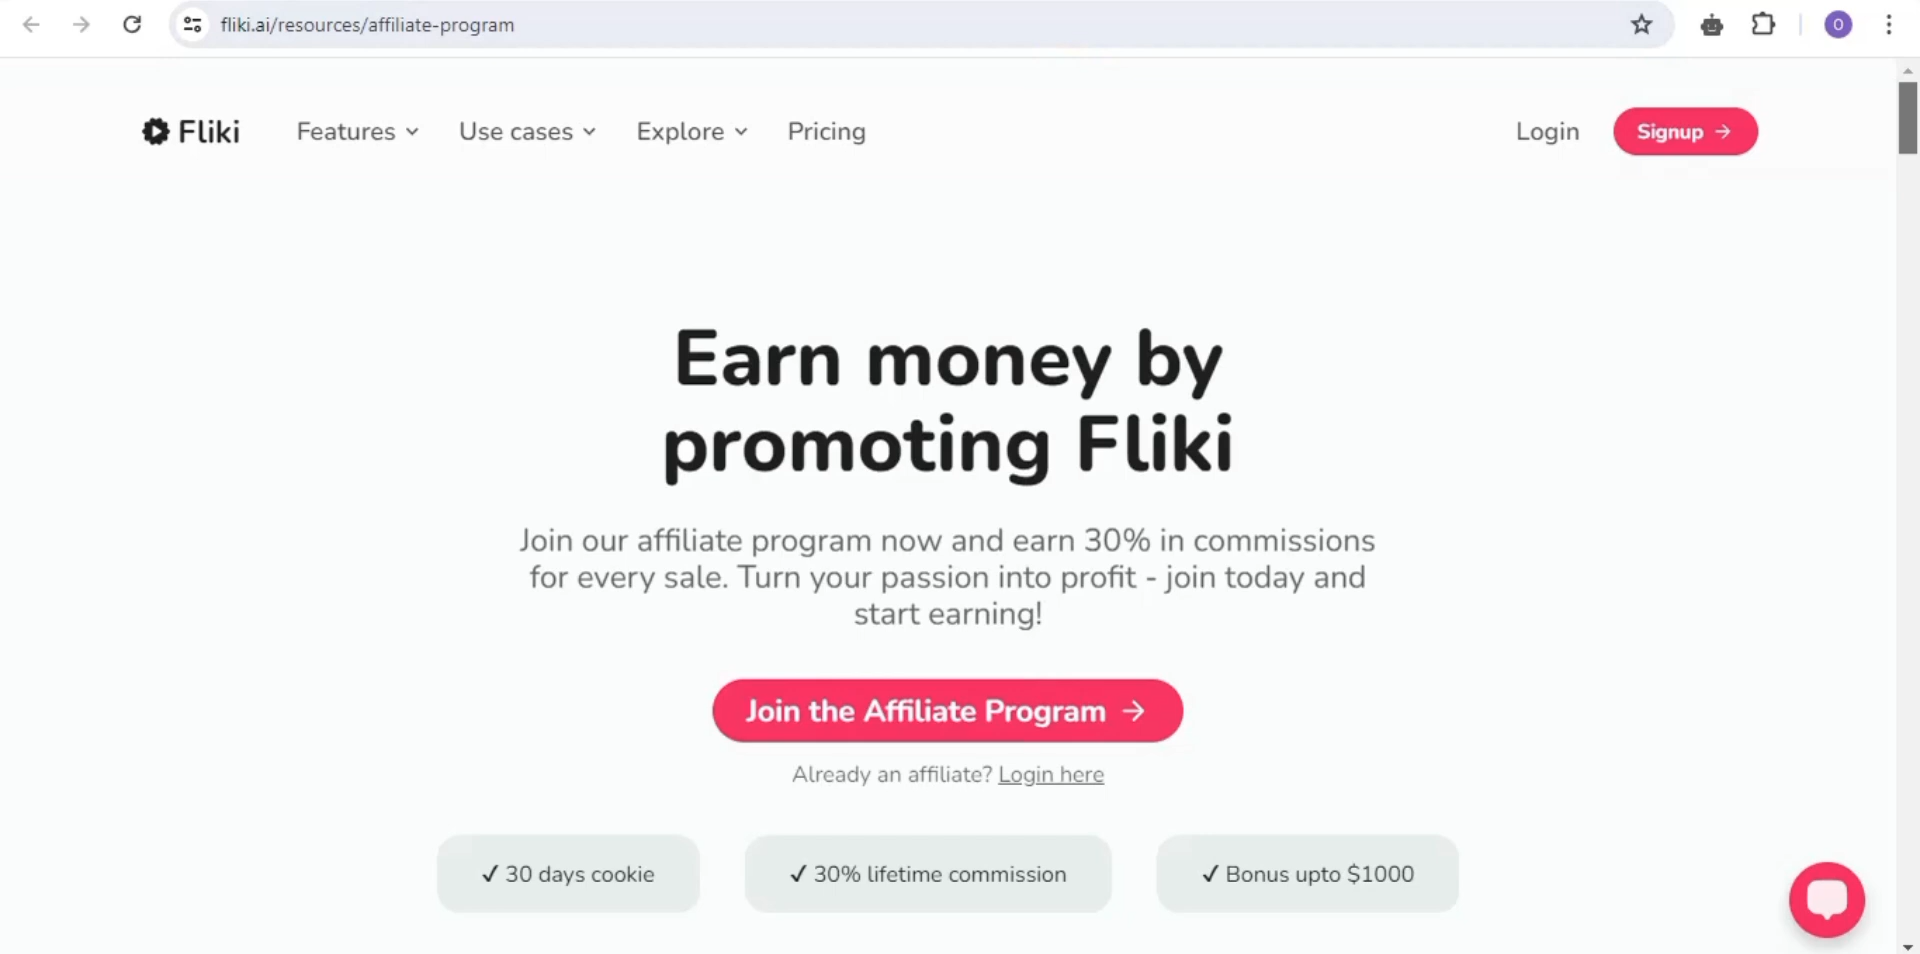 fliki.ai/resources/affiliate-program
O
Fliki
Features
Use cases
Explore
Pricing
Login
Signup →
Earn money by
promoting Fliki
Join our affiliate program now and earn 30% in commissions
for every sale. Turn your passion into profit - join today and
start earning!
Join the Affiliate Program →
Already an affiliate? Login here
✓ 30 days cookie
✓ 30% lifetime commission
✓ Bonus upto $1000